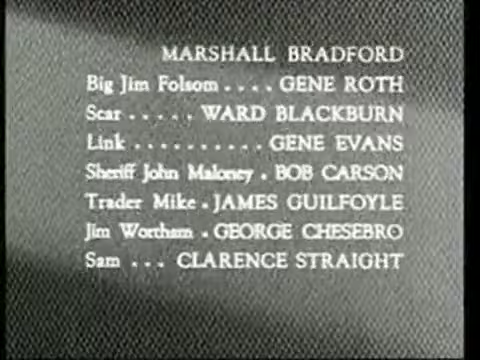 MARSHALL BRADFORD
Big Jim Folsom . . . . GENE ROTH
Scar . . . . . WARD BLACKBURN
Link . . . . . . . . . . GENE EVANS
Sheriff John Maloney . BOB CARSON
Trader Mike . JAMES GUILFOYLE
Jim Wortham . GEORGE CHESEBRO
Sam . . . CLARENCE STRAIGHT